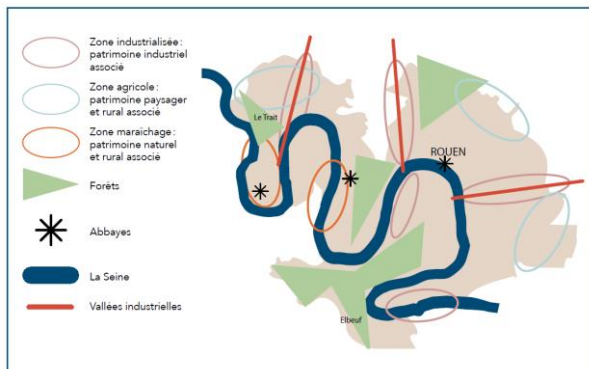 Zone industrialisée :
patrimoine industriel
associé
Zone agricole :
patrimoine paysager
et rural associé
Zone maraichage :
patrimoine naturel
et rural associé
Forêts
Abbayes
La Seine
Vallées industrielles
Le Trait
ROUEN
Elbeuf